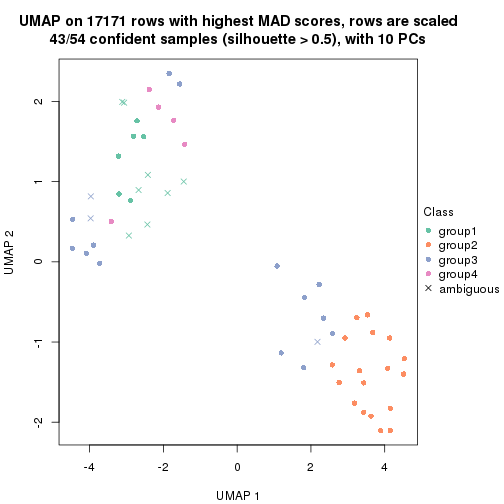 UMAP on 17171 rows with highest MAD scores, rows are scaled
43/54 confident samples (silhouette > 0.5), with 10 PCs
2
1
0
-1
-2
UMAP 2
-4
-2
0
2
4
UMAP 1
Class
group1
group2
group3
group4
ambiguous